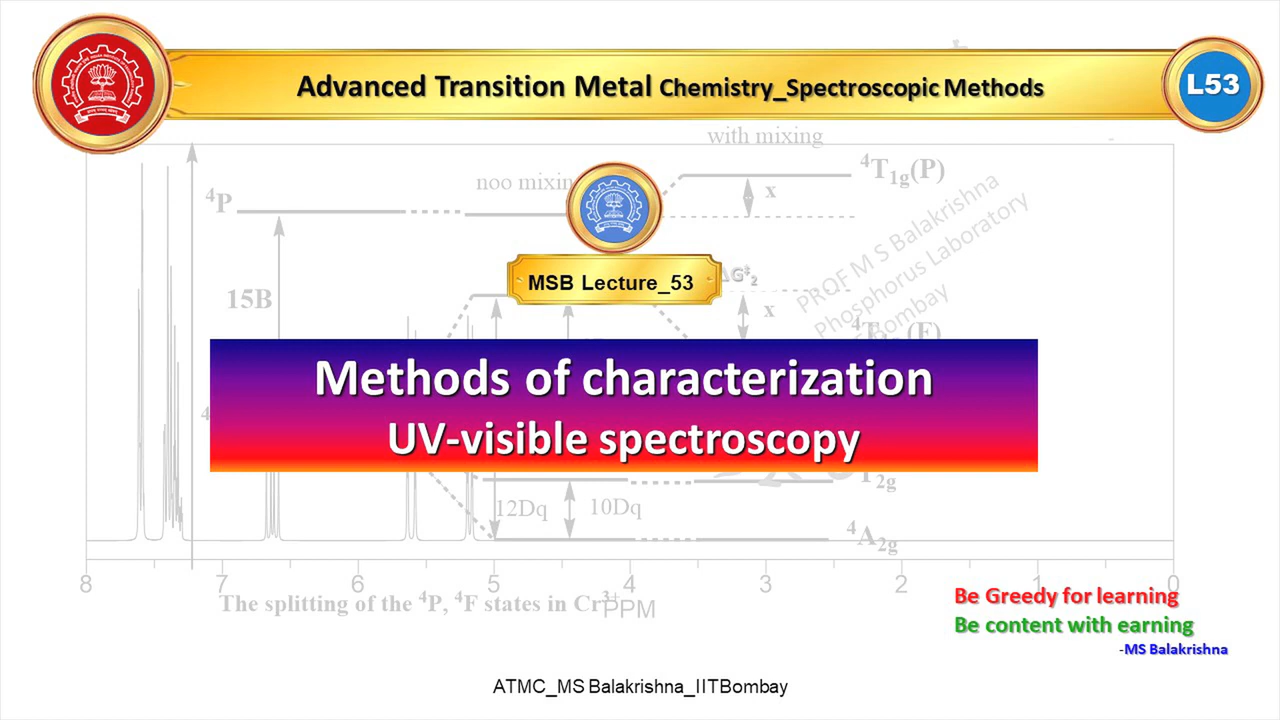 Advanced Transition Metal Chemistry_Spectroscopic Methods
L53
with mixing
⁴T₁g(P)
noo mixin
⁴P
x
MSB Lecture_53
ΔG‡₂
PROF M S Balakrishna
Phosphorus Laboratory
Bombay
15B
x
Methods of characterization
UV-visible spectroscopy
12Dq
10Dq
⁴A₂g
8 7 6 5 4 3 2 1 0
The splitting of the ⁴P, ⁴F states in Cr³⁺
PPM
Be Greedy for learning
Be content with earning
-MS Balakrishna
ATMC_MS Balakrishna_IITBombay